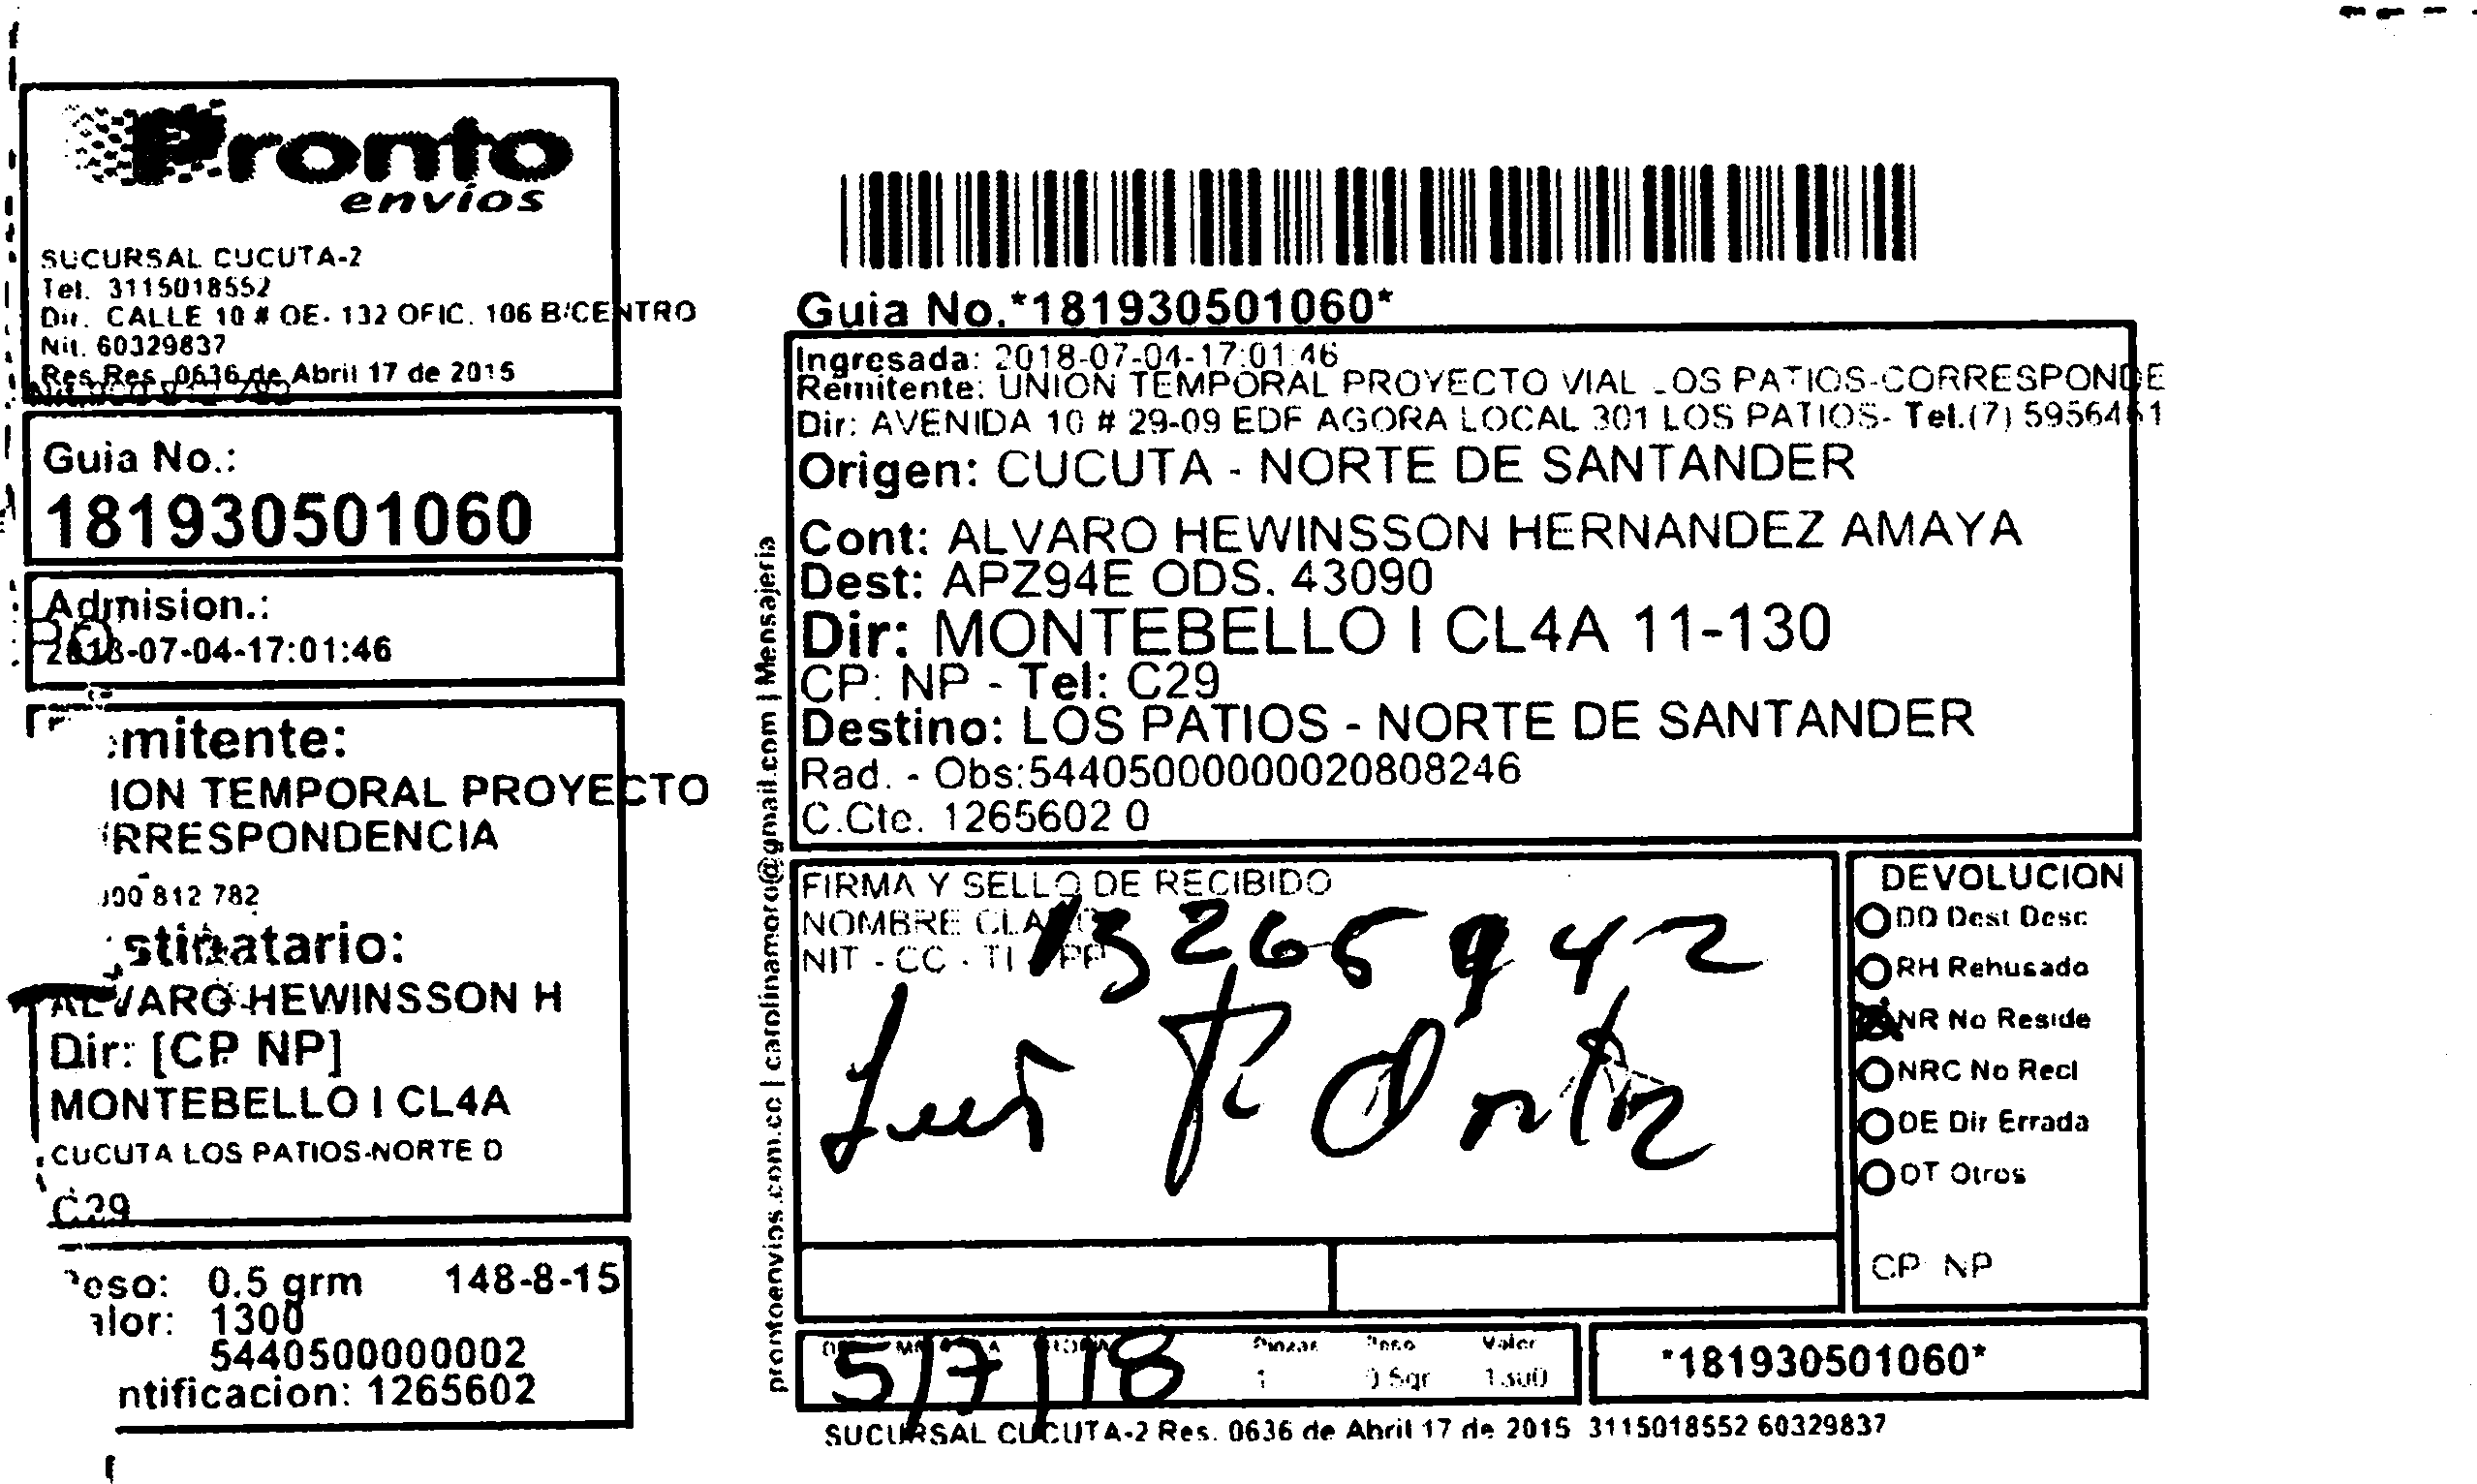 Pronto
envíos
SUCURSAL CUCUTA-2
Tel. 3115018552
Dir. CALLE 10 # OE- 132 OFIC. 106 B/CENTRO
Nit. 60329837
Res Res 0636 de Abril 17 de 2015
Guia No.:
181930501060
Admision.:
2018-07-04-17:01:46
mitente:
ION TEMPORAL PROYECTO
RRESPONDENCIA
00 812 782
stinatario:
ALVARO HEWINSSON H
Dir: [CP NP]
MONTEBELLO I CL4A
CUCUTA LOS PATIOS-NORTE D
C29
eso: 0.5 grm 148-8-15
alor: 1300
5440500000002
ntificacion: 1265602
prontoenvios.com.co | carolinamoro@gmail.com | Mensajeria
Guia No.*181930501060*
Ingresada: 2018-07-04-17:01:46
Remitente: UNION TEMPORAL PROYECTO VIAL LOS PATIOS-CORRESPONDE
Dir: AVENIDA 10 # 29-09 EDF AGORA LOCAL 301 LOS PATIOS- Tel.(7) 5956461
Origen: CUCUTA - NORTE DE SANTANDER
Cont: ALVARO HEWINSSON HERNANDEZ AMAYA
Dest: APZ94E ODS. 43090
Dir: MONTEBELLO I CL4A 11-130
CP: NP - Tel: C29
Destino: LOS PATIOS - NORTE DE SANTANDER
Rad. - Obs:544050000000020808246
C.Cte. 1265602 0
FIRMA Y SELLO DE RECIBIDO
NOMBRE CLARO
NIT - CC - TI - PP
13265942
Luis F Ortiz
DEVOLUCION
DD Dest Desc
RH Rehusado
NR No Reside
NRC No Recl
DE Dir Errada
OT Otros
CP NP
5/7/18
Piezas Peso Valor
1 0.5gr 1300
*181930501060*
SUCURSAL CUCUTA-2 Res. 0636 de Abril 17 de 2015 3115018552 60329837